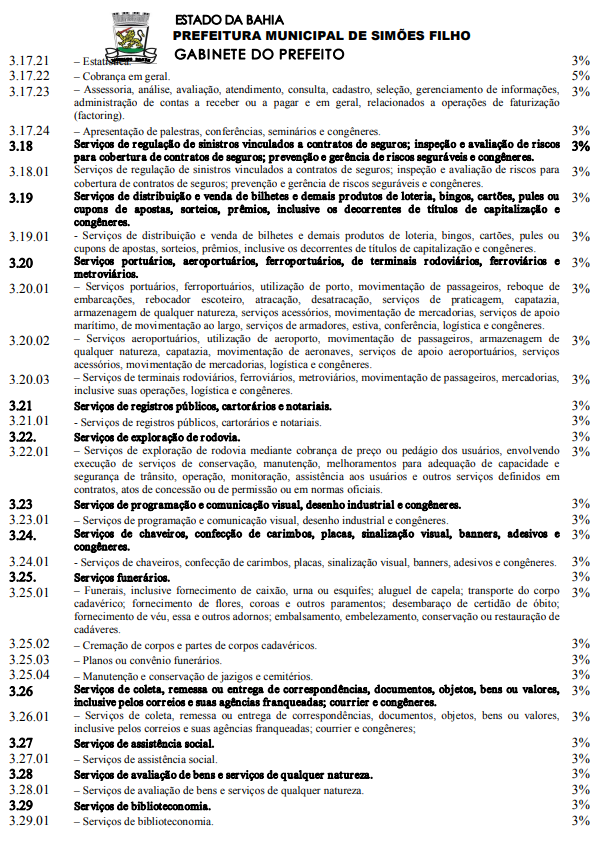 ESTADO DA BAHIA
PREFEITURA MUNICIPAL DE SIMÕES FILHO
GABINETE DO PREFEITO
3.17.21 – Estatística. 3%
3.17.22 – Cobrança em geral. 5%
3.17.23 – Assessoria, análise, avaliação, atendimento, consulta, cadastro, seleção, gerenciamento de informações, 3%
administração de contas a receber ou a pagar e em geral, relacionados a operações de faturização
(factoring).
3.17.24 – Apresentação de palestras, conferências, seminários e congêneres. 3%
3.18 Serviços de regulação de sinistros vinculados a contratos de seguros; inspeção e avaliação de riscos 3%
para cobertura de contratos de seguros; prevenção e gerência de riscos seguráveis e congêneres.
3.18.01 Serviços de regulação de sinistros vinculados a contratos de seguros; inspeção e avaliação de riscos para 3%
cobertura de contratos de seguros; prevenção e gerência de riscos seguráveis e congêneres.
3.19 Serviços de distribuição e venda de bilhetes e demais produtos de loteria, bingos, cartões, pules ou 3%
cupons de apostas, sorteios, prêmios, inclusive os decorrentes de títulos de capitalização e
congêneres.
3.19.01 - Serviços de distribuição e venda de bilhetes e demais produtos de loteria, bingos, cartões, pules ou 3%
cupons de apostas, sorteios, prêmios, inclusive os decorrentes de títulos de capitalização e congêneres.
3.20 Serviços portuários, aeroportuários, ferroportuários, de terminais rodoviários, ferroviários e 3%
metroviários.
3.20.01 – Serviços portuários, ferroportuários, utilização de porto, movimentação de passageiros, reboque de 3%
embarcações, rebocador escoteiro, atracação, desatracação, serviços de praticagem, capatazia,
armazenagem de qualquer natureza, serviços acessórios, movimentação de mercadorias, serviços de apoio
marítimo, de movimentação ao largo, serviços de armadores, estiva, conferência, logística e congêneres.
3.20.02 – Serviços aeroportuários, utilização de aeroporto, movimentação de passageiros, armazenagem de 3%
qualquer natureza, capatazia, movimentação de aeronaves, serviços de apoio aeroportuários, serviços
acessórios, movimentação de mercadorias, logística e congêneres.
3.20.03 – Serviços de terminais rodoviários, ferroviários, metroviários, movimentação de passageiros, mercadorias, 3%
inclusive suas operações, logística e congêneres.
3.21 Serviços de registros públicos, cartorários e notariais. 3%
3.21.01 - Serviços de registros públicos, cartorários e notariais. 3%
3.22. Serviços de exploração de rodovia. 3%
3.22.01 – Serviços de exploração de rodovia mediante cobrança de preço ou pedágio dos usuários, envolvendo 3%
execução de serviços de conservação, manutenção, melhoramentos para adequação de capacidade e
segurança de trânsito, operação, monitoração, assistência aos usuários e outros serviços definidos em
contratos, atos de concessão ou de permissão ou em normas oficiais.
3.23 Serviços de programação e comunicação visual, desenho industrial e congêneres. 3%
3.23.01 – Serviços de programação e comunicação visual, desenho industrial e congêneres. 3%
3.24. Serviços de chaveiros, confecção de carimbos, placas, sinalização visual, banners, adesivos e 3%
congêneres.
3.24.01 - Serviços de chaveiros, confecção de carimbos, placas, sinalização visual, banners, adesivos e congêneres. 3%
3.25. Serviços funerários. 3%
3.25.01 – Funerais, inclusive fornecimento de caixão, urna ou esquifes; aluguel de capela; transporte do corpo 3%
cadavérico; fornecimento de flores, coroas e outros paramentos; desembaraço de certidão de óbito;
fornecimento de véu, essa e outros adornos; embalsamento, embelezamento, conservação ou restauração de
cadáveres.
3.25.02 – Cremação de corpos e partes de corpos cadavéricos. 3%
3.25.03 – Planos ou convênio funerários. 3%
3.25.04 – Manutenção e conservação de jazigos e cemitérios. 3%
3.26 Serviços de coleta, remessa ou entrega de correspondências, documentos, objetos, bens ou valores, 3%
inclusive pelos correios e suas agências franqueadas; courrier e congêneres.
3.26.01 – Serviços de coleta, remessa ou entrega de correspondências, documentos, objetos, bens ou valores, 3%
inclusive pelos correios e suas agências franqueadas; courrier e congêneres;
3.27 Serviços de assistência social. 3%
3.27.01 – Serviços de assistência social. 3%
3.28 Serviços de avaliação de bens e serviços de qualquer natureza. 3%
3.28.01 – Serviços de avaliação de bens e serviços de qualquer natureza. 3%
3.29 Serviços de biblioteconomia. 3%
3.29.01 – Serviços de biblioteconomia. 3%